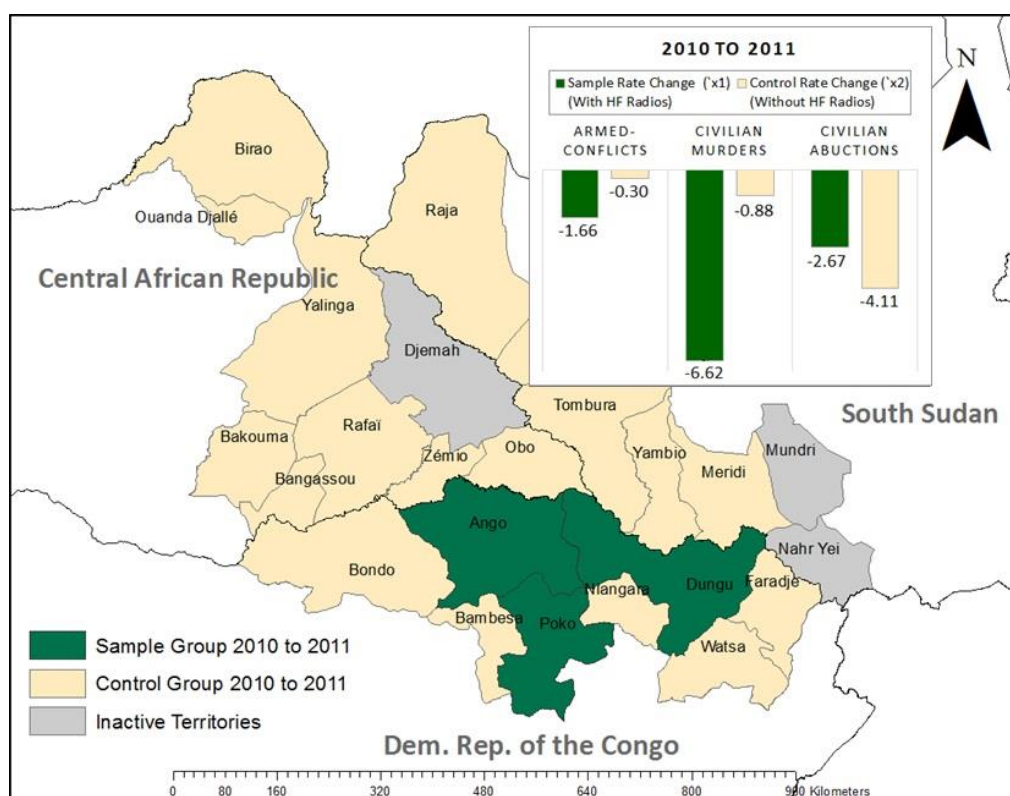 2010 TO 2011
Sample Rate Change (`x1)
(With HF Radios)
Control Rate Change (`x2)
(Without HF Radios)
ARMED-
CONFLICTS
CIVILIAN
MURDERS
CIVILIAN
ABUCTIONS
-1.66
-0.30
-6.62
-0.88
-2.67
-4.11
N
Birao
Ouanda Djallé
Raja
Central African Republic
Yalinga
Djemah
Tombura
South Sudan
Bakouma
Rafaï
Zémio
Obo
Yambio
Meridi
Mundri
Bangassou
Ango
Nahr Yei
Bondo
Niangara
Dungu
Faradje
Bambesa
Poko
Watsa
Sample Group 2010 to 2011
Control Group 2010 to 2011
Inactive Territories
Dem. Rep. of the Congo
0 80 160 320 480 640 800 960 Kilometers